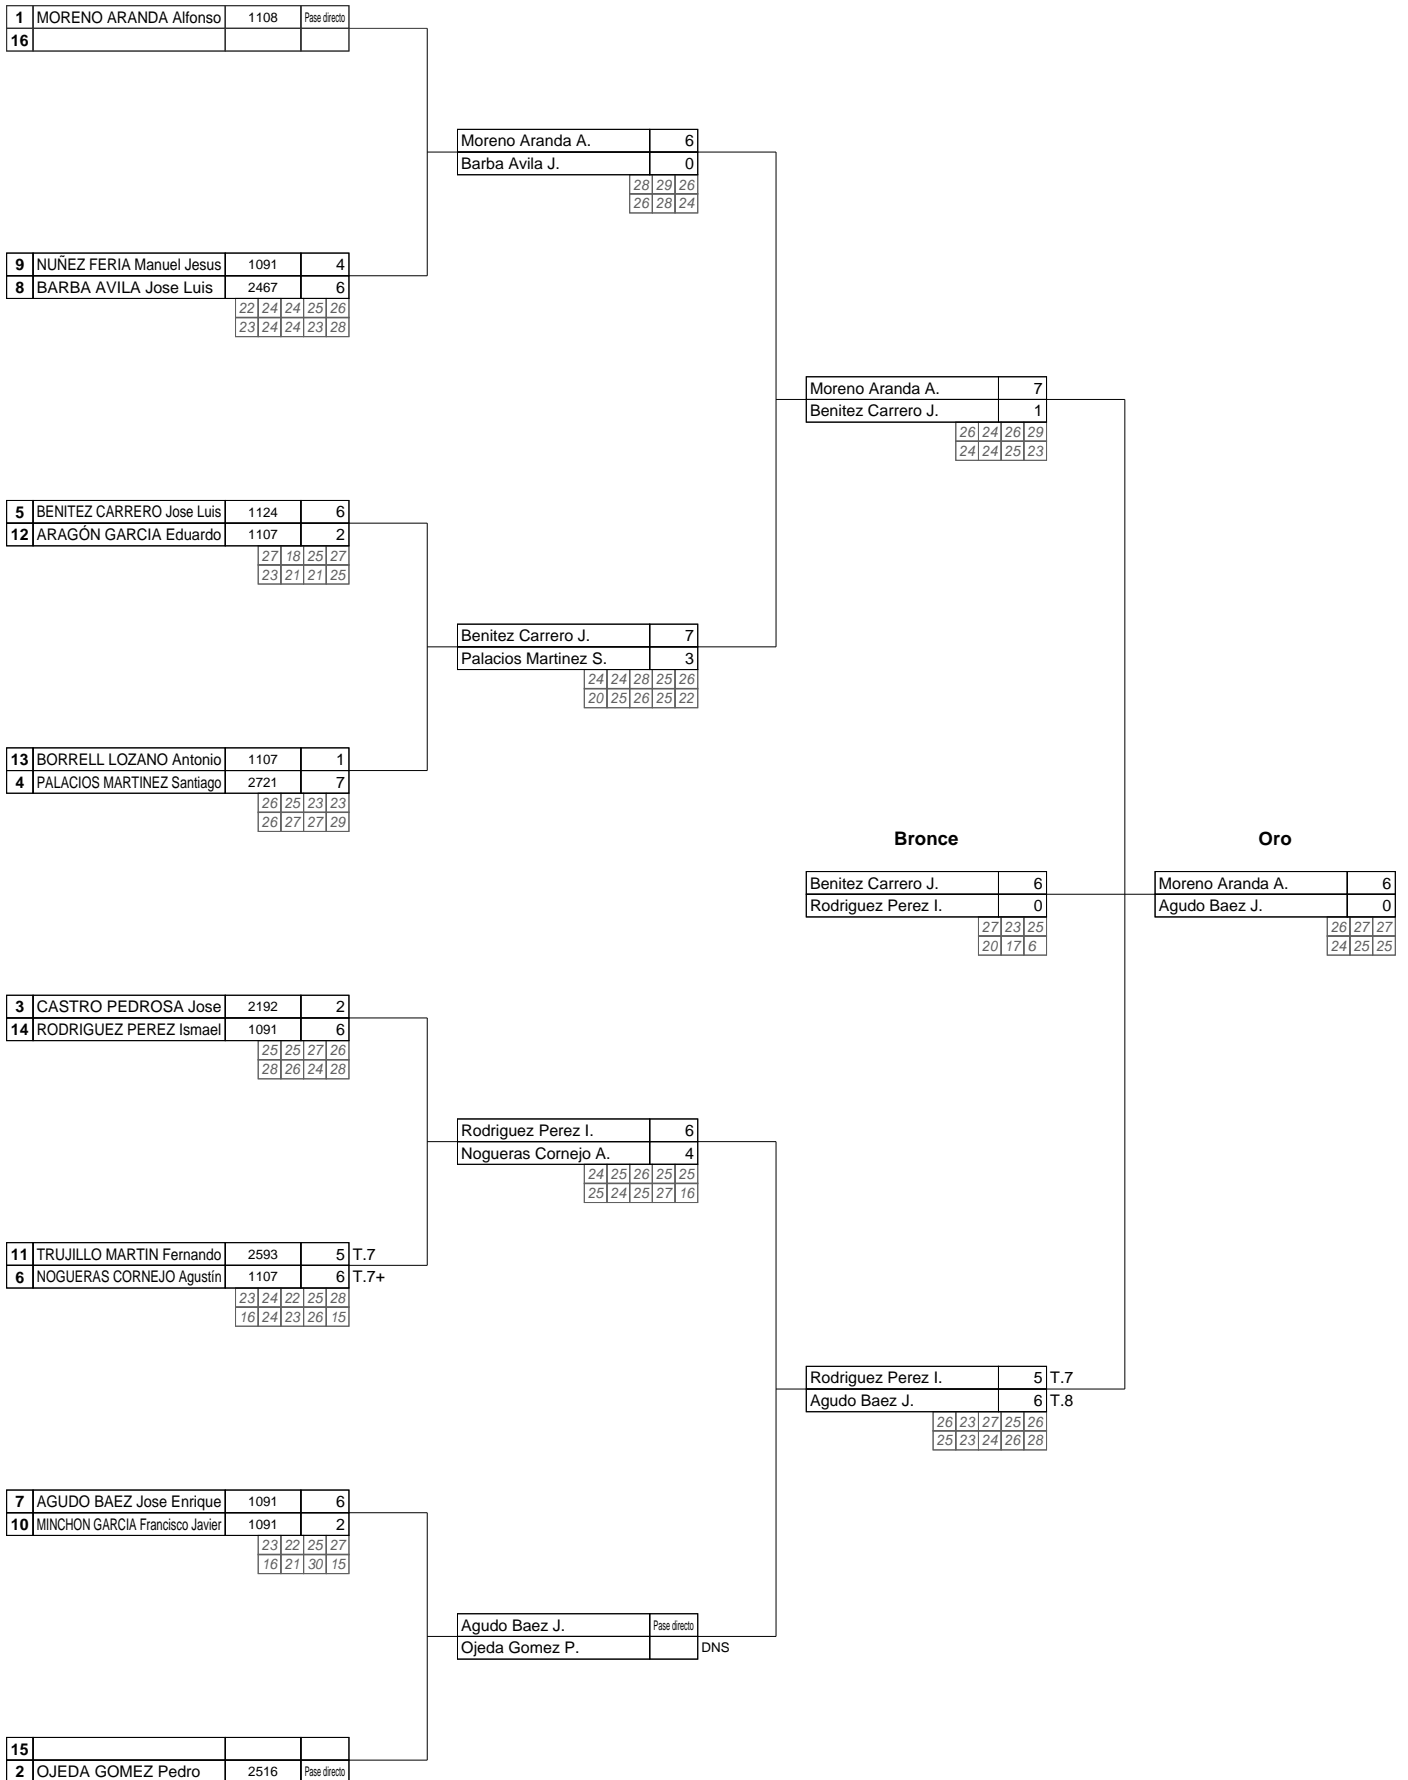 1 MORENO ARANDA Alfonso 1108 Pase directo
16
Moreno Aranda A. 6
Barba Avila J. 0
28 29 26
26 28 24
9 NUÑEZ FERIA Manuel Jesus 1091 4
8 BARBA AVILA Jose Luis 2467 6
22 24 24 25 26
23 24 24 23 28
Moreno Aranda A. 7
Benitez Carrero J. 1
26 24 26 29
24 24 25 23
5 BENITEZ CARRERO Jose Luis 1124 6
12 ARAGÓN GARCIA Eduardo 1107 2
27 18 25 27
23 21 21 25
Benitez Carrero J. 7
Palacios Martinez S. 3
24 24 28 25 26
20 25 26 25 22
13 BORRELL LOZANO Antonio 1107 1
4 PALACIOS MARTINEZ Santiago 2721 7
26 25 23 23
26 27 27 29
Bronce Oro
Benitez Carrero J. 6 Moreno Aranda A. 6
Rodriguez Perez I. 0 Agudo Baez J. 0
27 23 25 26 27 27
20 17 6 24 25 25
3 CASTRO PEDROSA Jose 2192 2
14 RODRIGUEZ PEREZ Ismael 1091 6
25 25 27 26
28 26 24 28
Rodriguez Perez I. 6
Nogueras Cornejo A. 4
24 25 26 25 25
25 24 25 27 16
11 TRUJILLO MARTIN Fernando 2593 5 T.7
6 NOGUERAS CORNEJO Agustín 1107 6 T.7+
23 24 22 25 28
16 24 23 26 15
Rodriguez Perez I. 5 T.7
Agudo Baez J. 6 T.8
26 23 27 25 26
25 23 24 26 28
7 AGUDO BAEZ Jose Enrique 1091 6
10 MINCHON GARCIA Francisco Javier 1091 2
23 22 25 27
16 21 30 15
Agudo Baez J. Pase directo
Ojeda Gomez P. DNS
15
2 OJEDA GOMEZ Pedro 2516 Pase directo